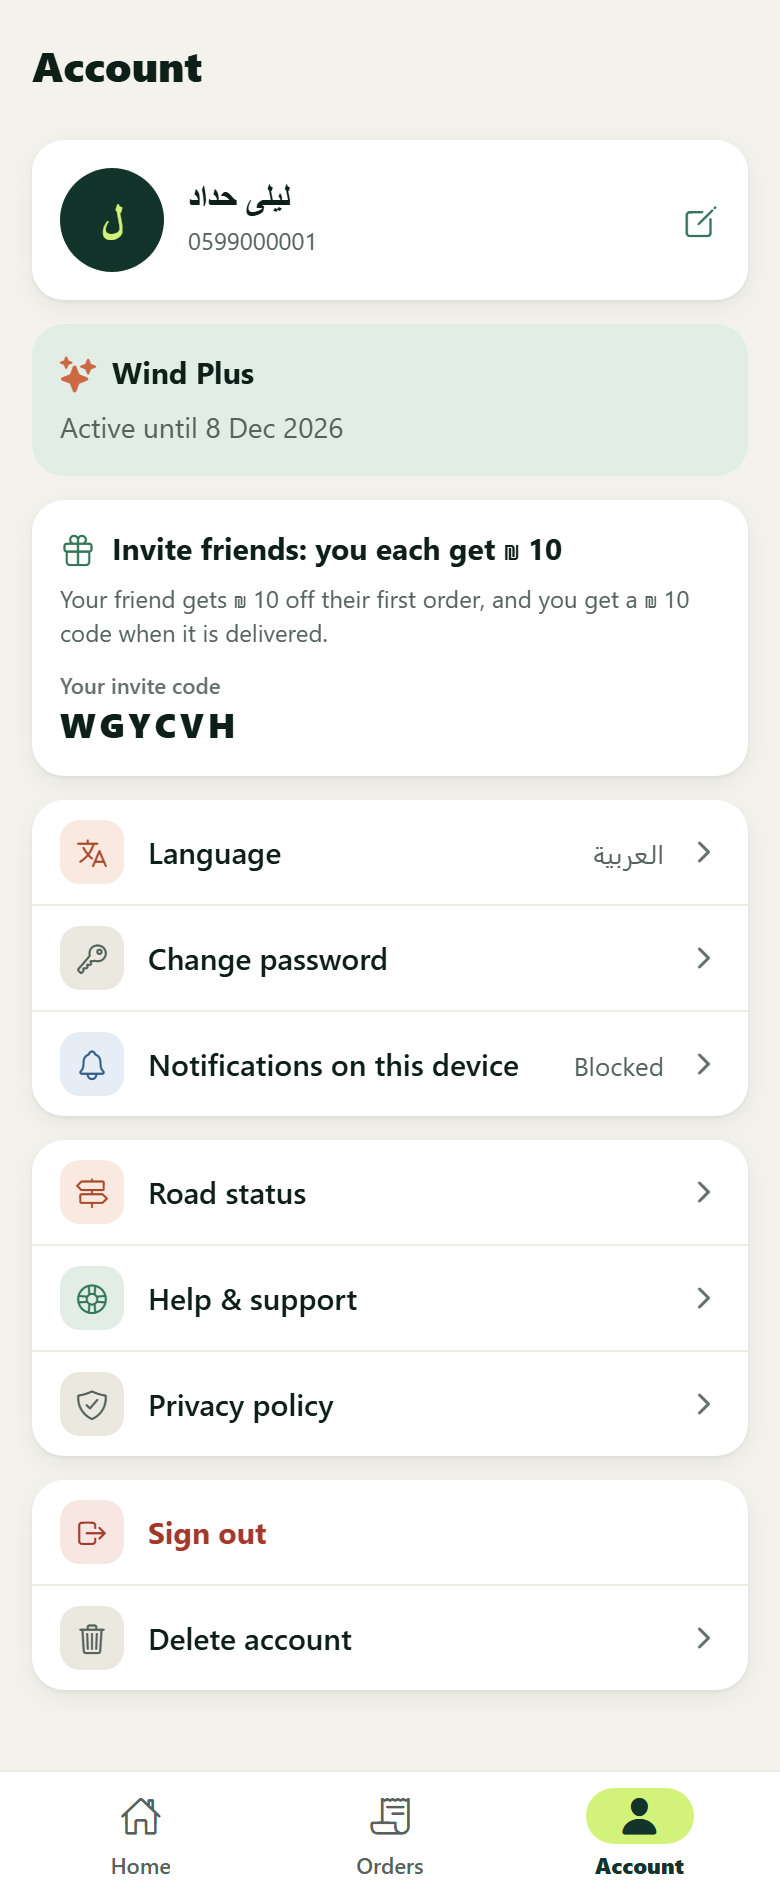 Account
ل
ليلى حداد
0599000001
Wind Plus
Active until 8 Dec 2026
Invite friends: you each get ₪ 10
Your friend gets ₪ 10 off their first order, and you get a ₪ 10
code when it is delivered.
Your invite code
WGYCVH
Language العربية
Change password
Notifications on this device Blocked
Road status
Help & support
Privacy policy
Sign out
Delete account
Home Orders Account